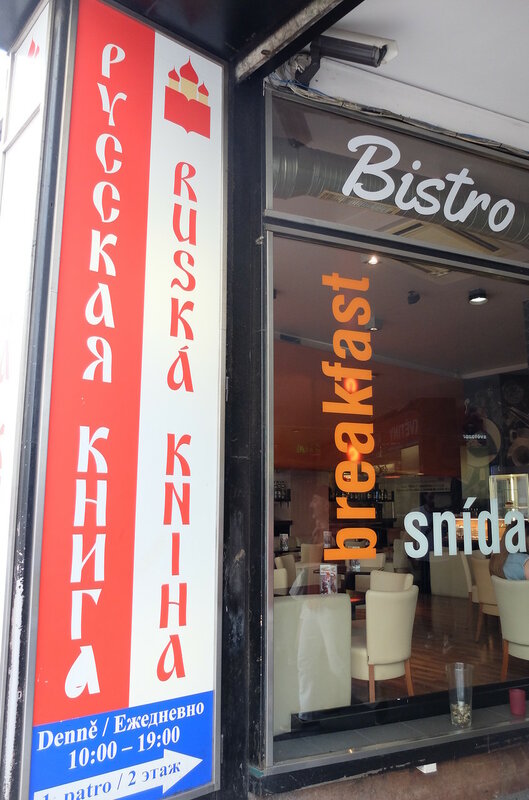 РУССКАЯ КНИГА
RUSKÁ KNIHA
Denně / Ежедневно
10:00 – 19:00
1. patro / 2 этаж
Bistro
breakfast
snída